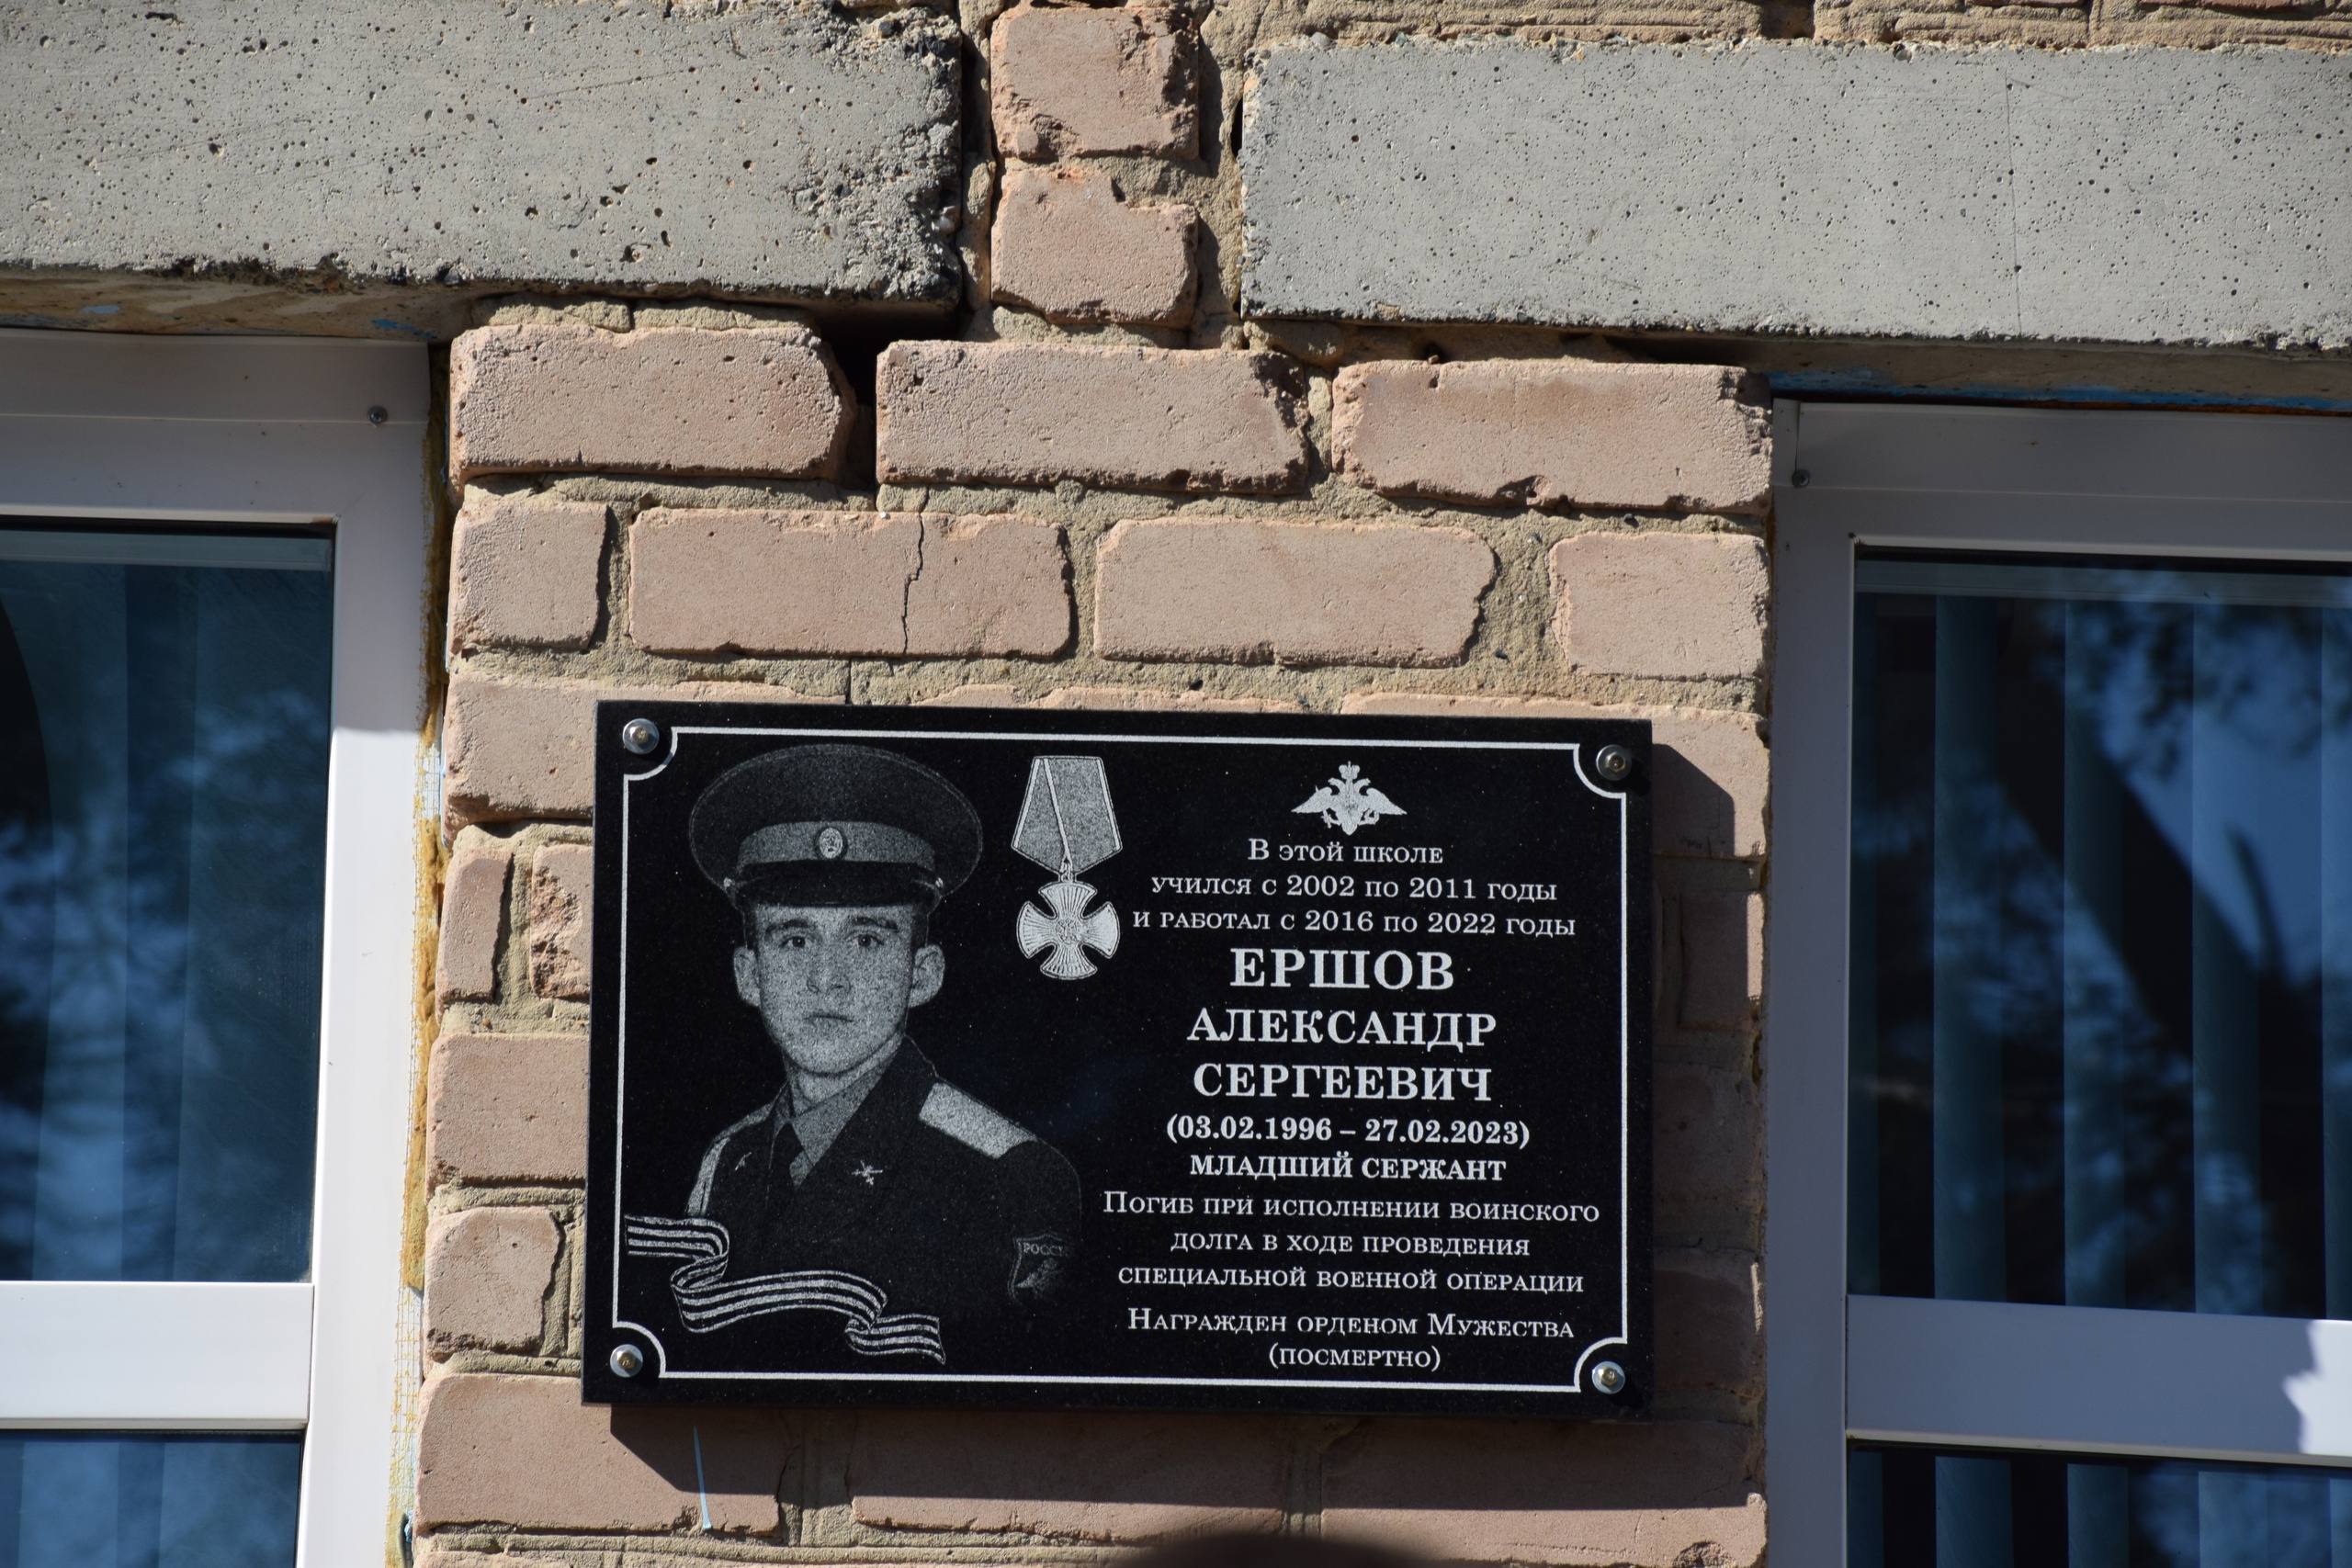 В этой школе
учился с 2002 по 2011 годы
и работал с 2016 по 2022 годы
ЕРШОВ
АЛЕКСАНДР
СЕРГЕЕВИЧ
(03.02.1996 – 27.02.2023)
МЛАДШИЙ СЕРЖАНТ
Погиб при исполнении воинского
долга в ходе проведения
специальной военной операции
Награжден орденом Мужества
(посмертно)